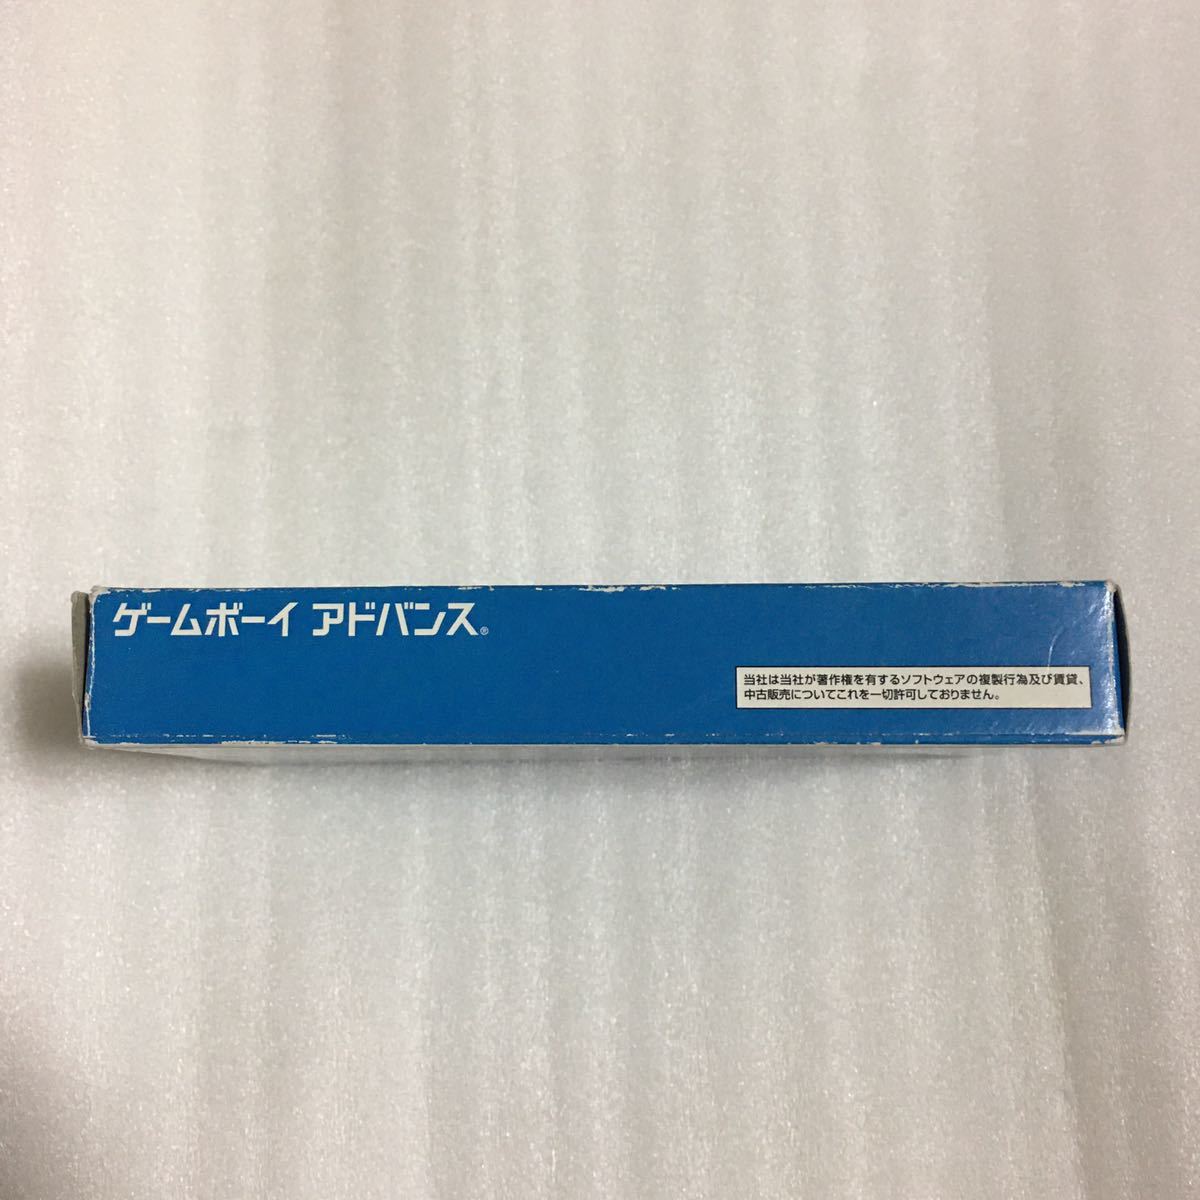 ゲームボーイ アドバンス®
当社は当社が著作権を有するソフトウェアの複製行為及び賃貸、
中古販売についてこれを一切許可しておりません。